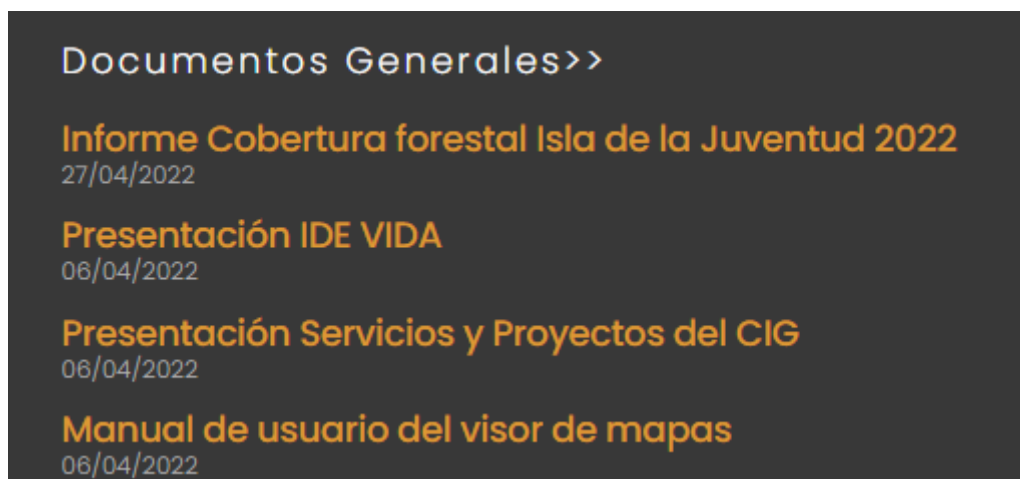 Documentos Generales>>
Informe Cobertura forestal Isla de la Juventud 2022
27/04/2022
Presentación IDE VIDA
06/04/2022
Presentación Servicios y Proyectos del CIG
06/04/2022
Manual de usuario del visor de mapas
06/04/2022